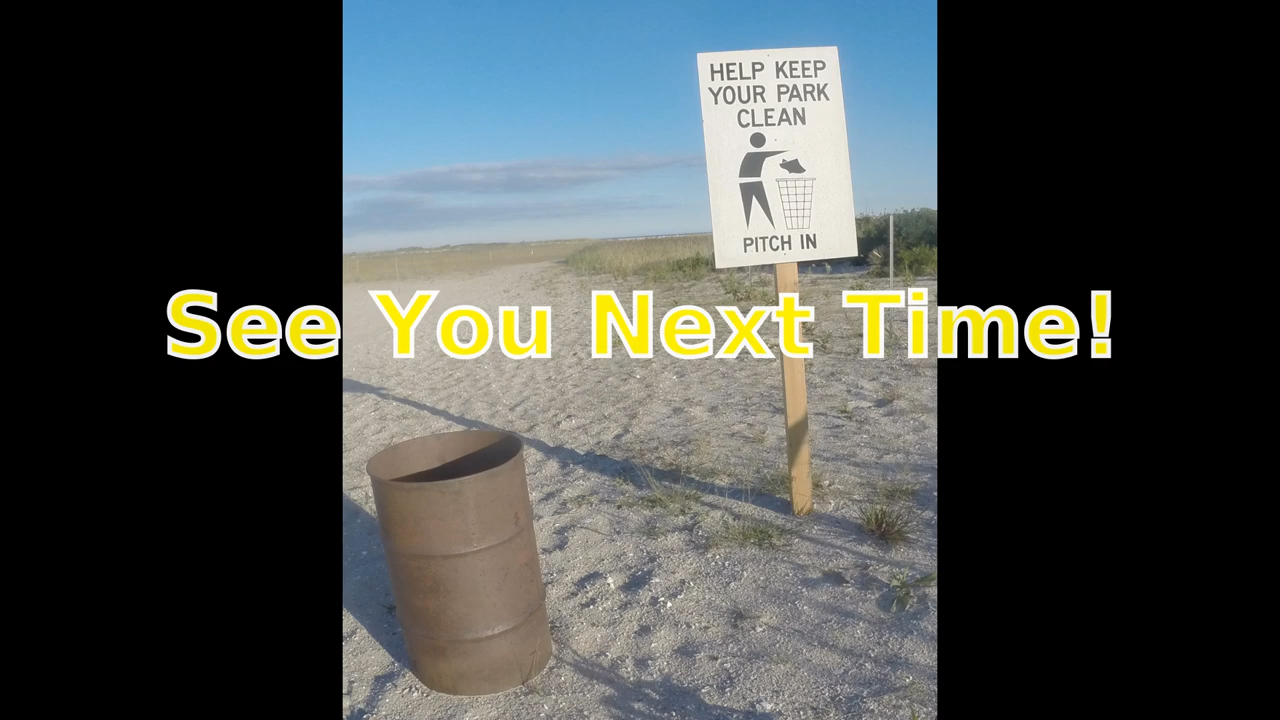 HELP KEEP
YOUR PARK
CLEAN
PITCH IN
See You Next Time!